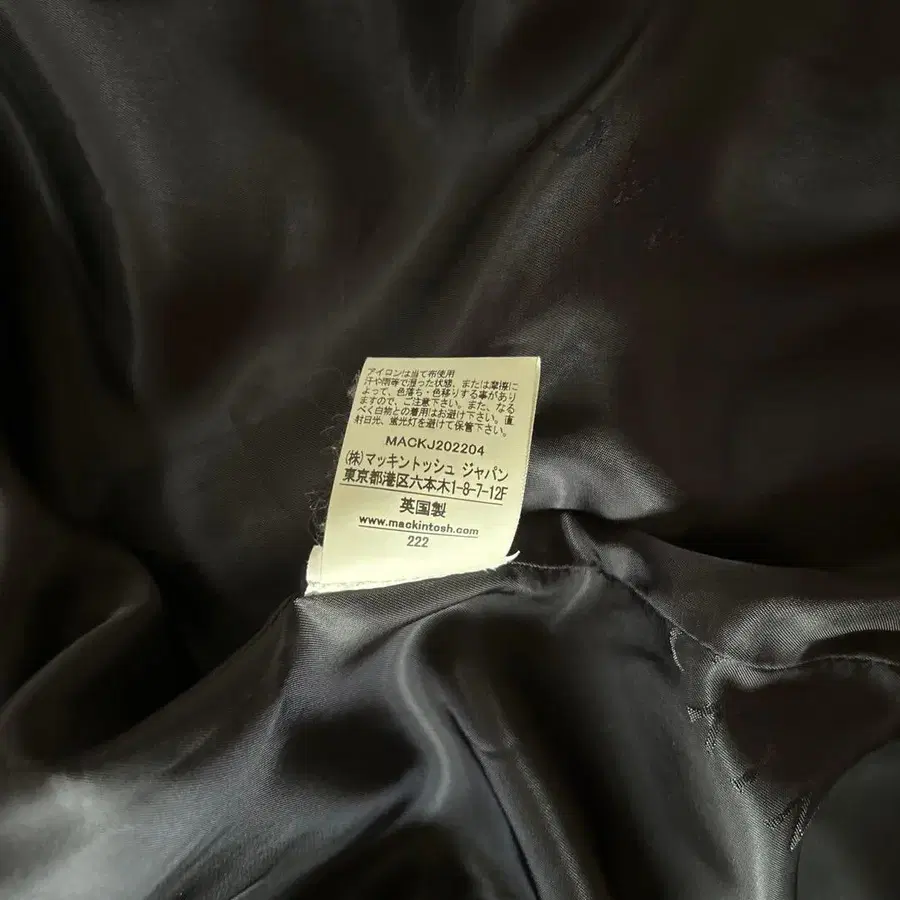 アイロンは当て布使用
汗や雨等で湿った状態、または摩擦に
よって、色落ち・色移りする事があり
ますので、ご注意下さい。また、なる
べく白物との着用はお避け下さい。直
射日光、蛍光灯を避けて保管下さい。
MACKJ202204
(株)マッキントッシュ ジャパン
東京都港区六本木1-8-7-12F
英国製
www.mackintosh.com
222